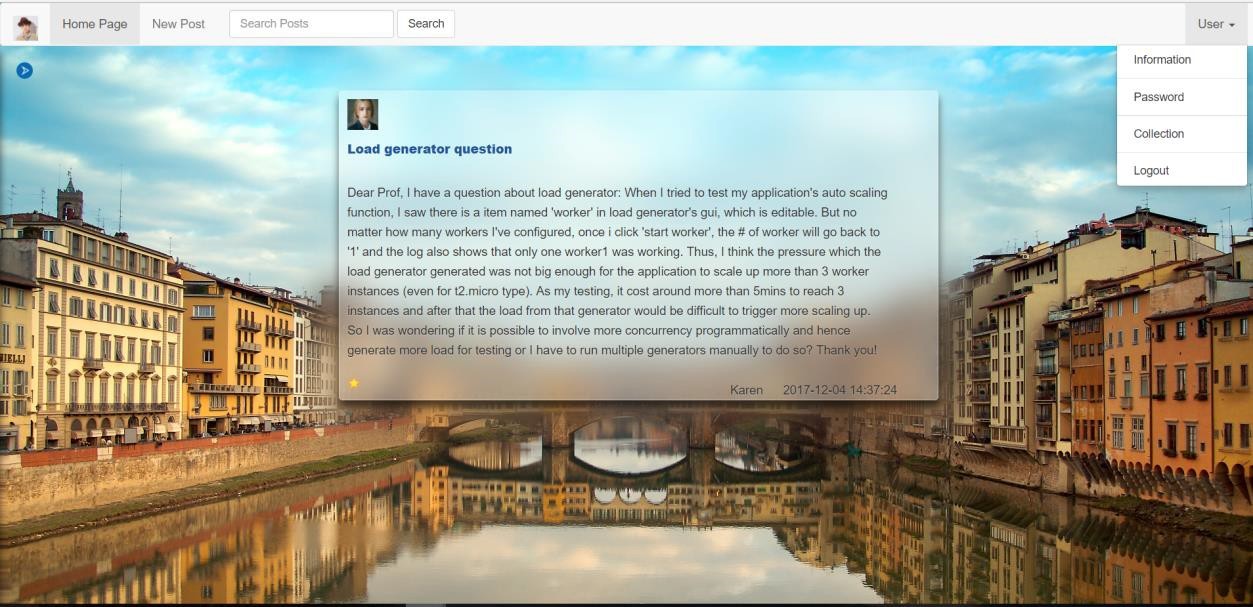 Home Page New Post Search Posts Search User
Information
Password
Collection
Logout
Load generator question
Dear Prof, I have a question about load generator: When I tried to test my application's auto scaling
function, I saw there is a item named 'worker' in load generator's gui, which is editable. But no
matter how many workers I've configured, once i click 'start worker', the # of worker will go back to
'1' and the log also shows that only one worker1 was working. Thus, I think the pressure which the
load generator generated was not big enough for the application to scale up more than 3 worker
instances (even for t2.micro type). As my testing, it cost around more than 5mins to reach 3
instances and after that the load from that generator would be difficult to trigger more scaling up.
So I was wondering if it is possible to involve more concurrency programmatically and hence
generate more load for testing or I have to run multiple generators manually to do so? Thank you!
Karen 2017-12-04 14:37:24